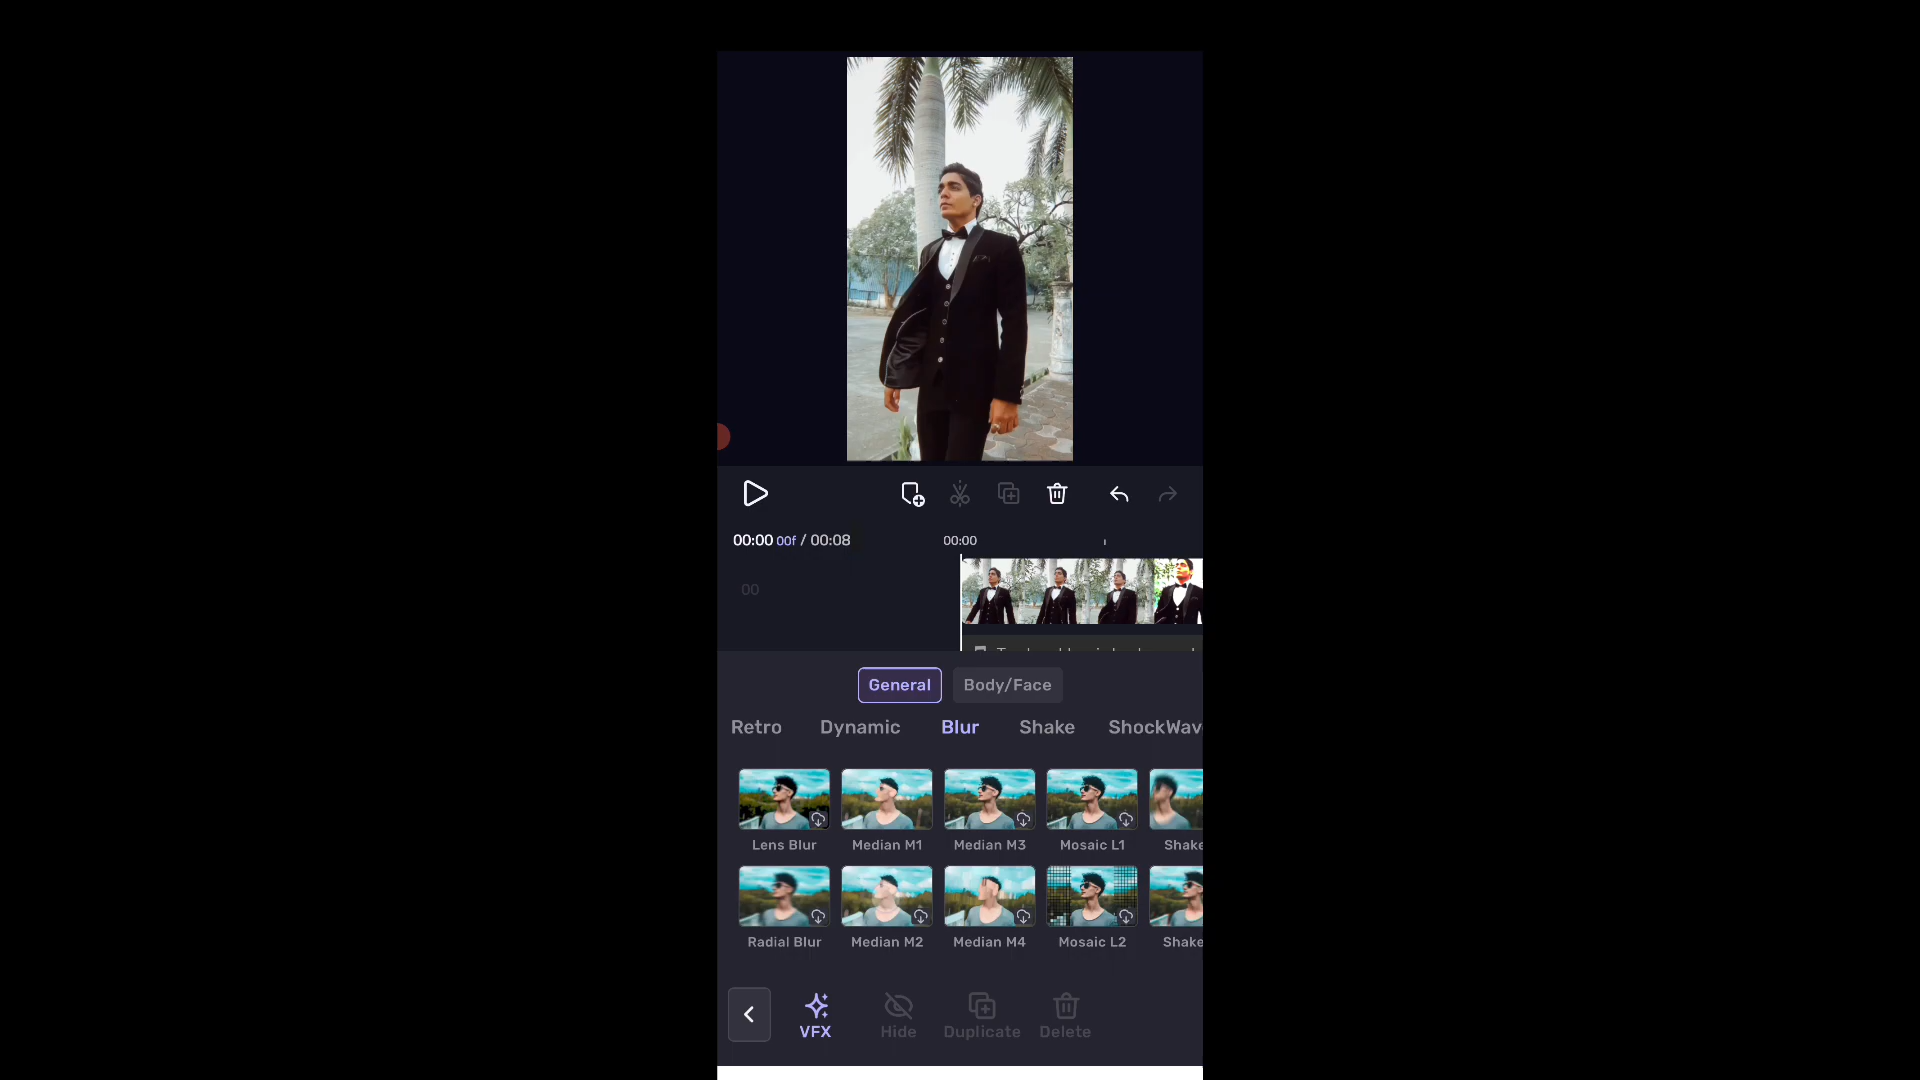 00:00 00f / 00:08
00:00
00
General
Body/Face
Retro
Dynamic
Blur
Shake
ShockWav
Lens Blur
Median M1
Median M3
Mosaic L1
Shake
Radial Blur
Median M2
Median M4
Mosaic L2
Shake
VFX
Hide
Duplicate
Delete